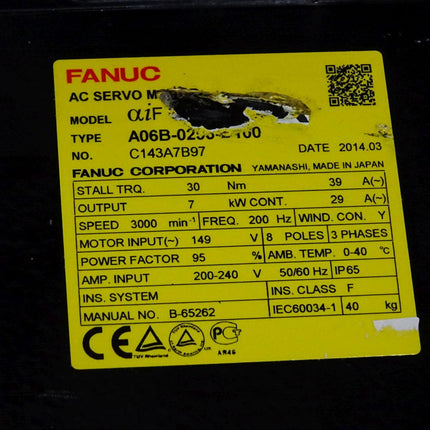 FANUC
AC SERVO
MODEL αiF
TYPE
NO. C143A7B97 DATE 2014.03
FANUC CORPORATION YAMANASHI, MADE IN JAPAN
STALL TRQ. 30 Nm 39 A(~)
OUTPUT 7 kW CONT. 29 A(~)
SPEED 3000 min⁻¹ FREQ. 200 Hz WIND. CON. Y
MOTOR INPUT(~) 149 V 8 POLES 3 PHASES
POWER FACTOR 95 % AMB. TEMP. 0-40 ℃
AMP. INPUT 200-240 V 50/60 Hz IP65
INS. SYSTEM INS. CLASS F
MANUAL NO. B-65262 IEC60034-1 40 kg
CE TÜV Rheinland